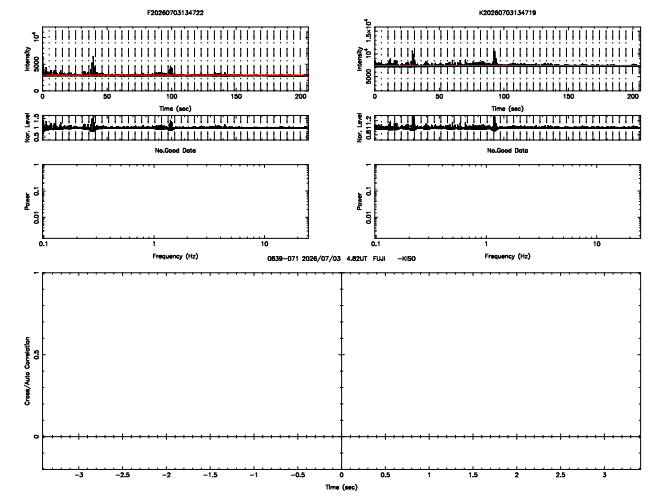 F20260703134722 K20260703134719
Intensity
0 5000 10⁴
0 50 100 150 200
Time (sec)
Intensity
5000 10⁴ 1.5×10⁴
0 50 100 150 200
Time (sec)
Nor. Level
0.5 1 1.5
No.Good Data
Nor. Level
0.8 1 1.2
No.Good Data
Power
0.01 0.1 1
0.1 1 10
Frequency (Hz)
Power
0.01 0.1 1
0.1 1 10
Frequency (Hz)
0839-071 2026/07/03 4.82UT FUJI -KISO
Cross/Auto Correlation
0 0.5 1
-3 -2.5 -2 -1.5 -1 -0.5 0 0.5 1 1.5 2 2.5 3
Time (sec)